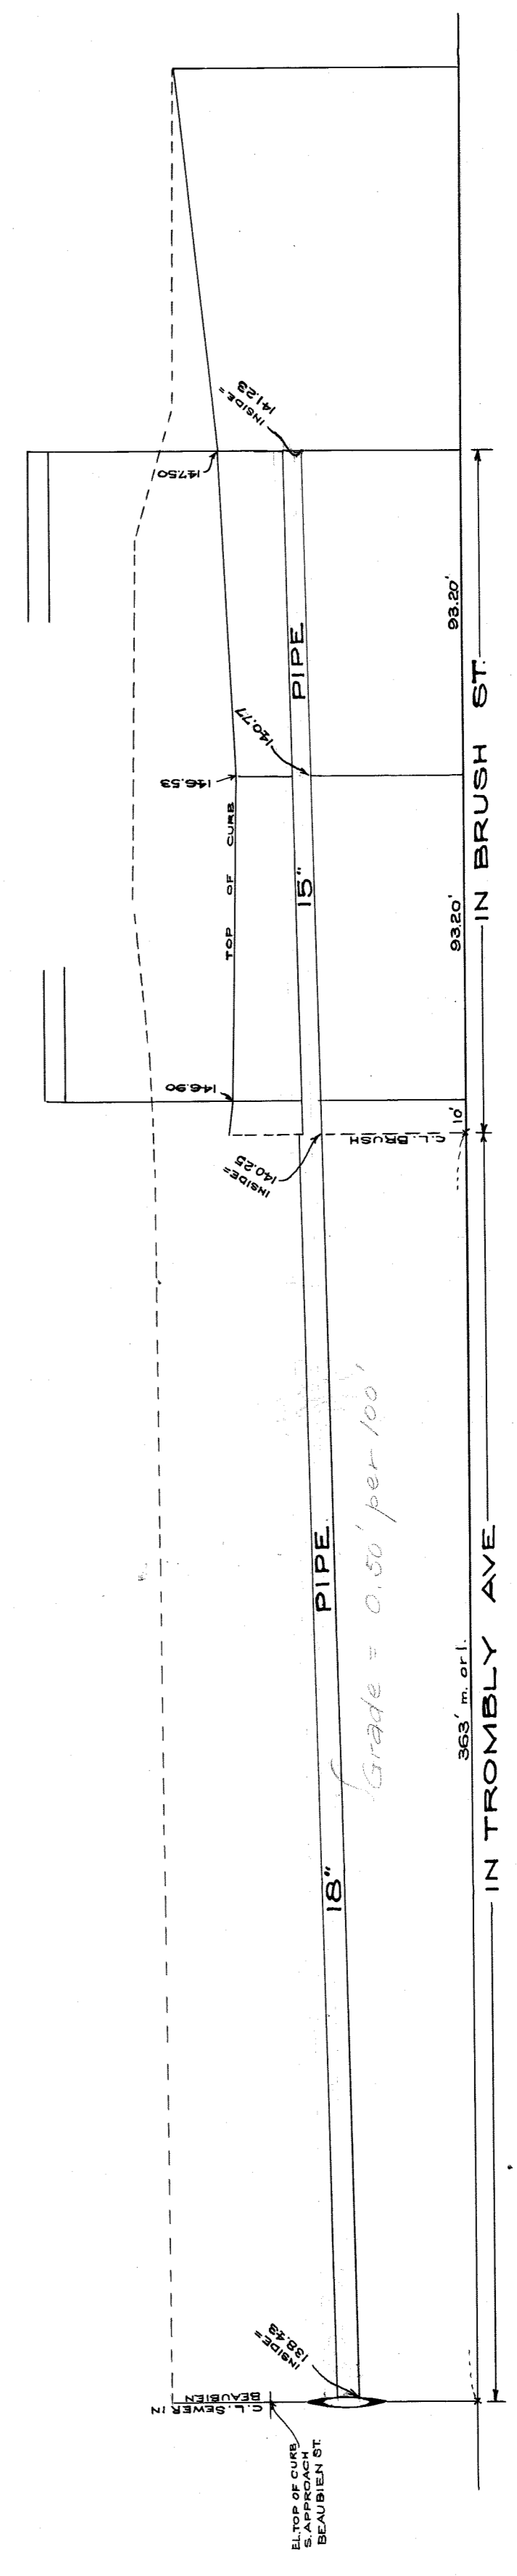 INSIDE=
141.23
147.50
PIPE
93.20'
140.77
146.53
TOP OF CURB
15"
93.20'
IN BRUSH ST.
146.90
10'
C.L. BRUSH
INSIDE=
140.25
PIPE
Grade = 0.50' per 100'
363' m. or l.
IN TROMBLY AVE
18"
INSIDE=
138.43
C.L. SEWER IN
BEAUBIEN
EL. TOP OF CURB
S. APPROACH
BEAUBIEN ST.